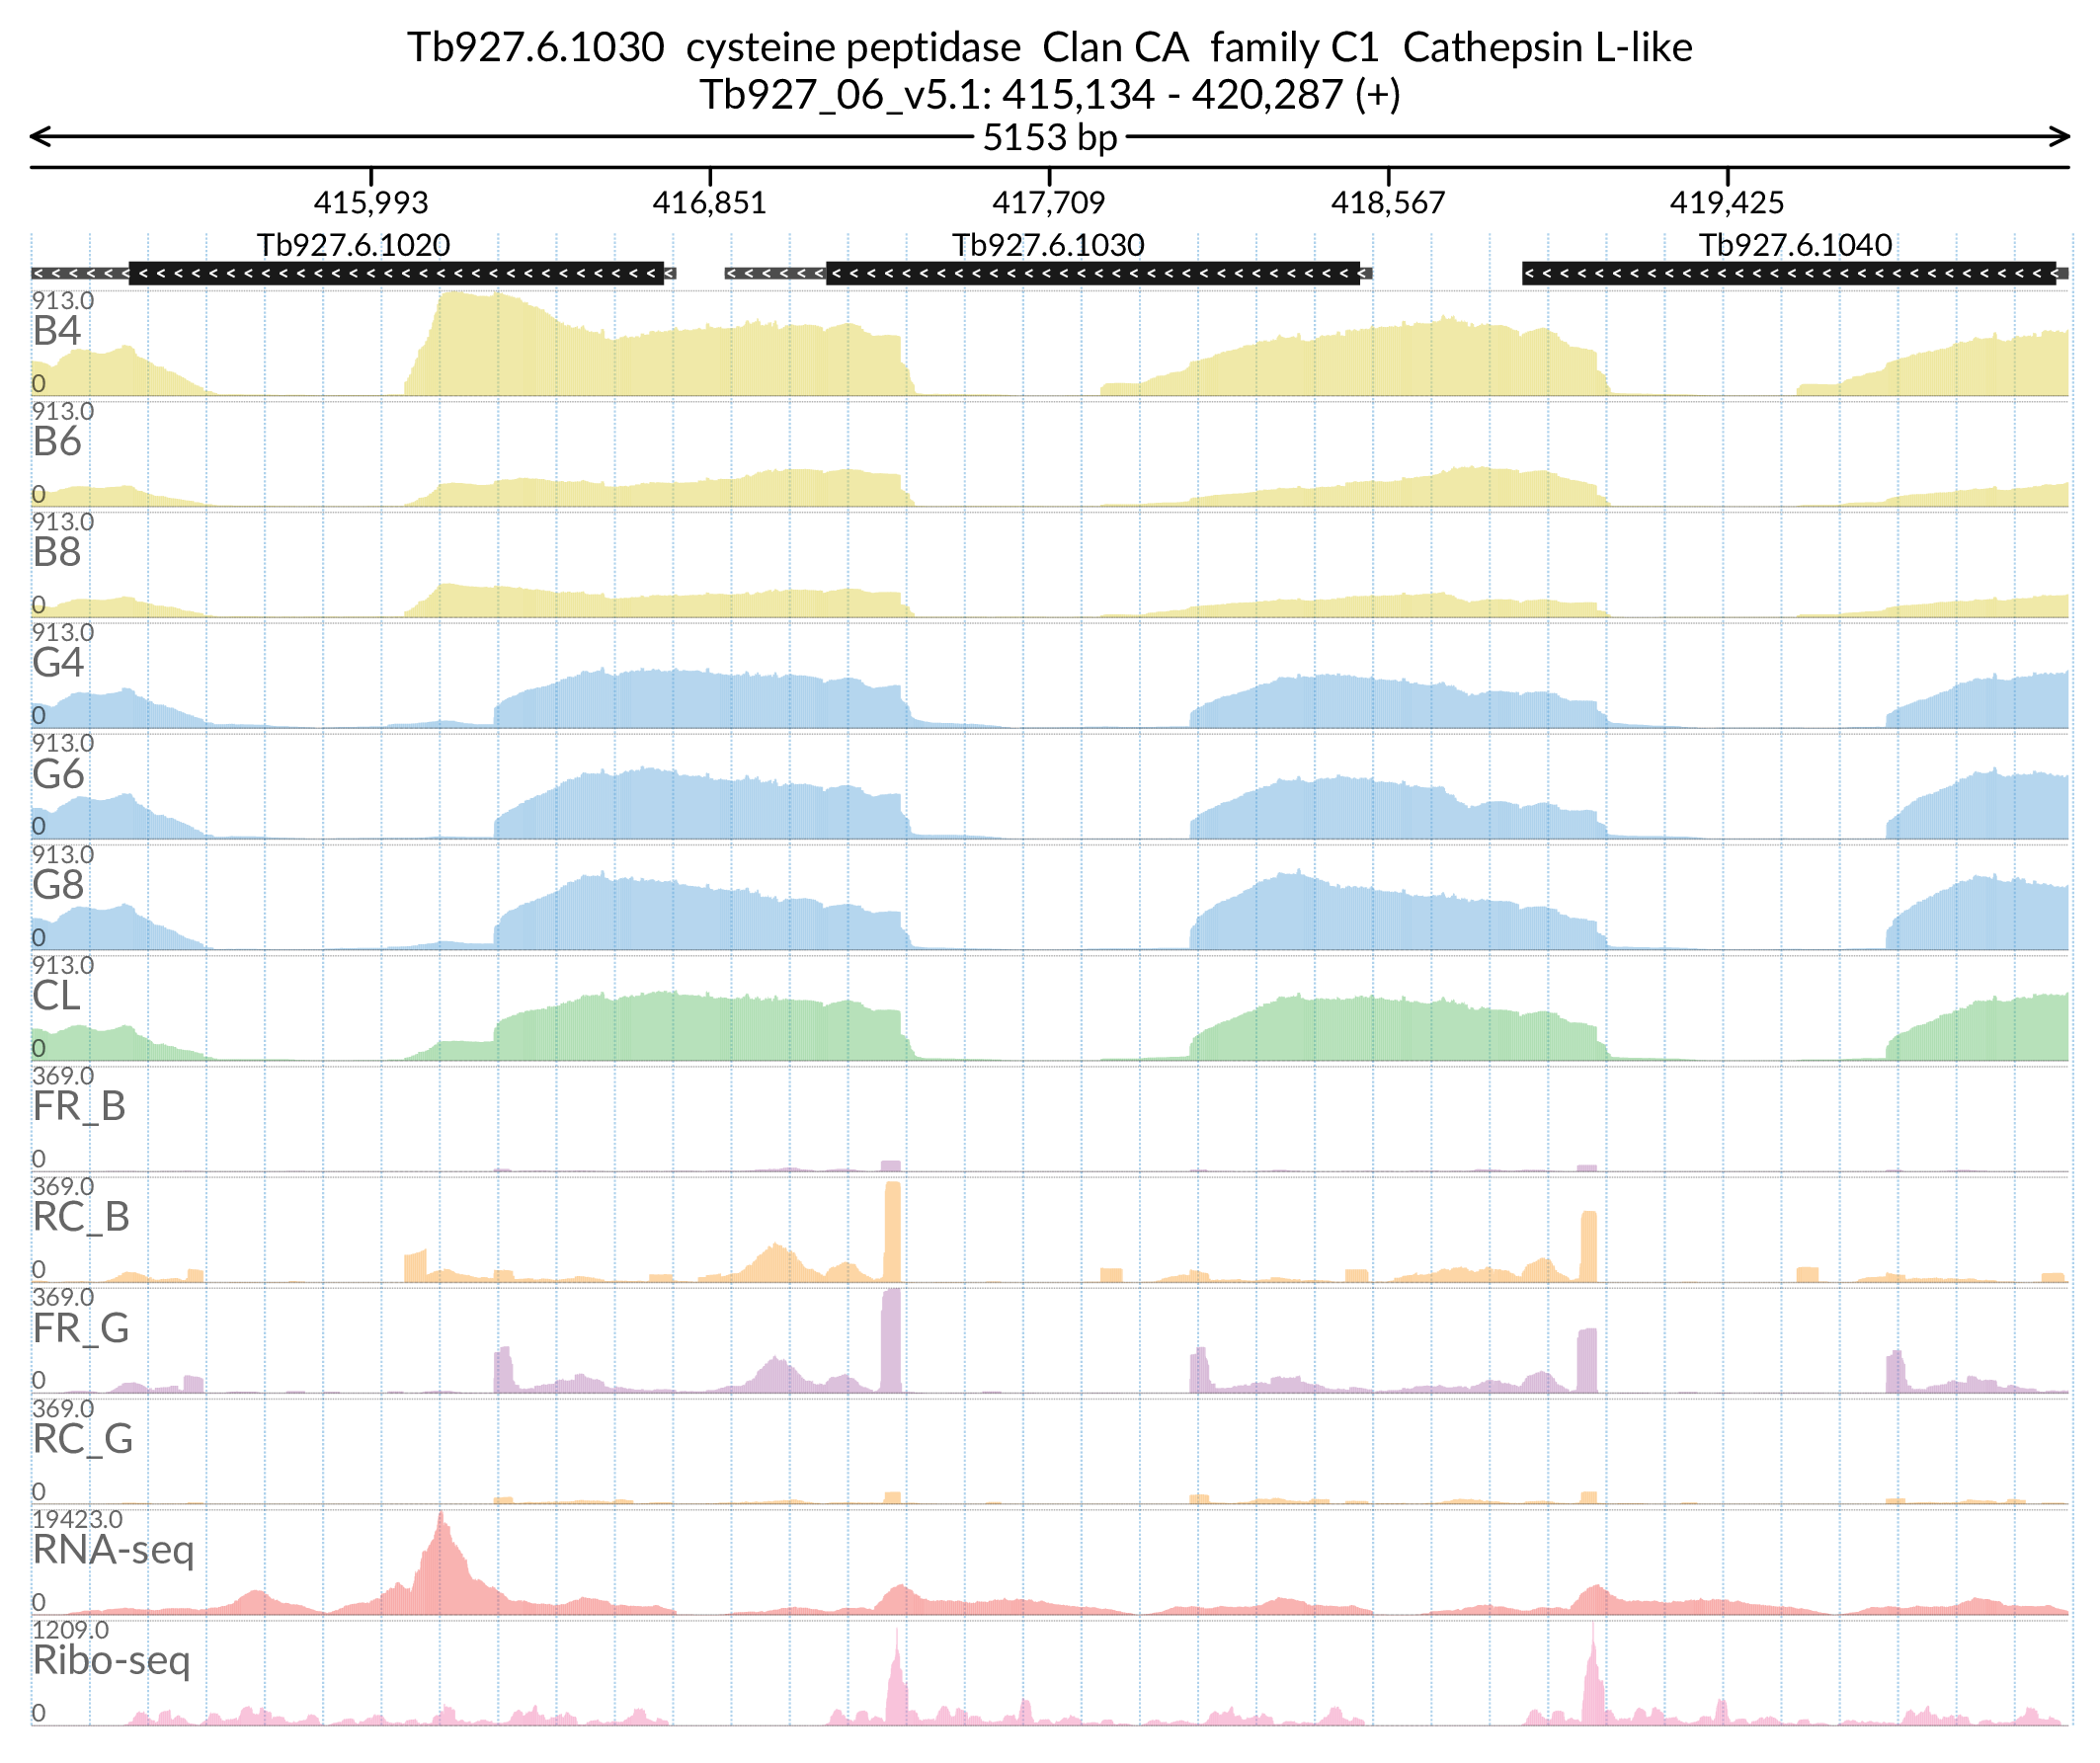 Tb927.6.1030 cysteine peptidase Clan CA family C1 Cathepsin L-like
Tb927_06_v5.1: 415,134 - 420,287 (+)
5153 bp
415,993 416,851 417,709 418,567 419,425
Tb927.6.1020 Tb927.6.1030 Tb927.6.1040
913.0
B4
0
913.0
B6
0
913.0
B8
0
913.0
G4
0
913.0
G6
0
913.0
G8
0
913.0
CL
0
369.0
FR_B
0
369.0
RC_B
0
369.0
FR_G
0
369.0
RC_G
0
19423.0
RNA-seq
0
1209.0
Ribo-seq
0